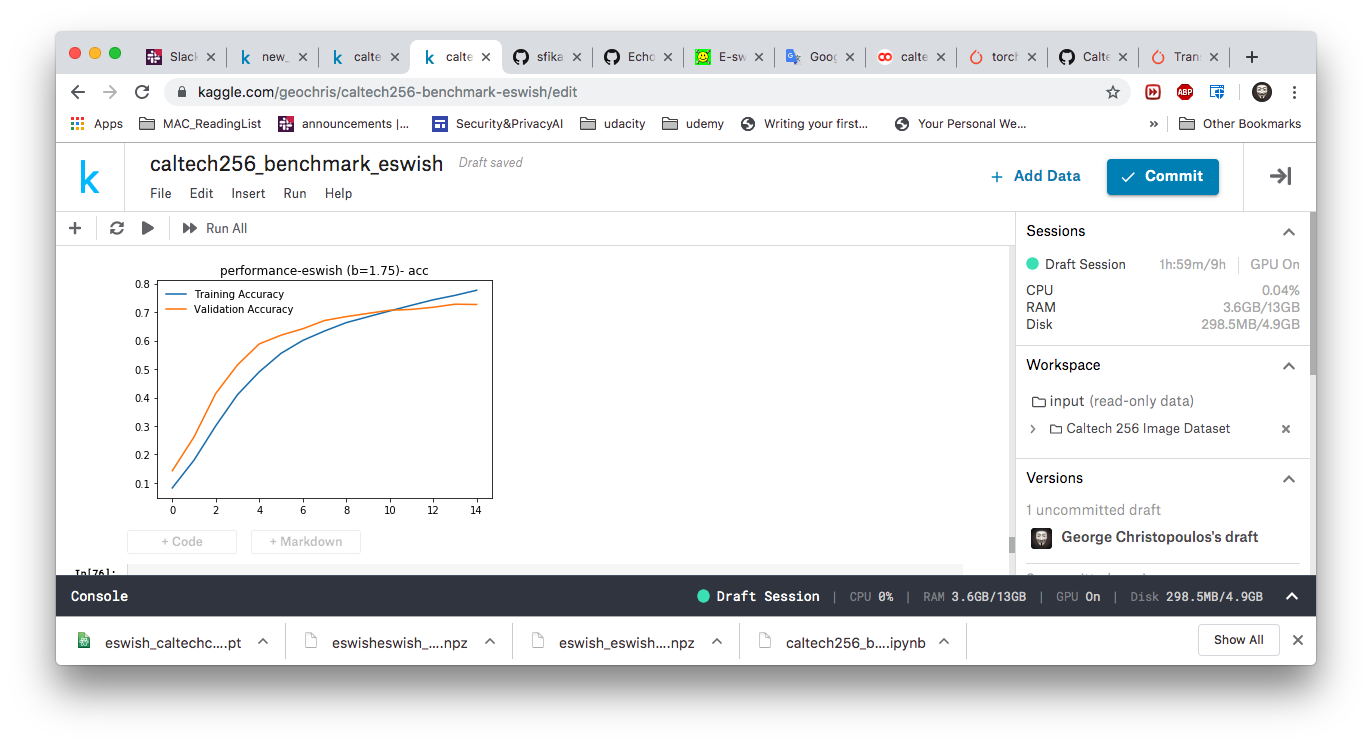 Slack
new_
calte
calte
sfika
Echo
E-sw
Goog
calte
torch
Calte
Tran
kaggle.com/geochris/caltech256-benchmark-eswish/edit
ABP
Apps
MAC_ReadingList
announcements |...
Security&PrivacyAI
udacity
udemy
Writing your first...
Your Personal We...
»
Other Bookmarks
k
caltech256_benchmark_eswish
Draft saved
File Edit Insert Run Help
+ Add Data
Commit
Run All
performance-eswish (b=1.75)- acc
Training Accuracy
Validation Accuracy
0.8
0.7
0.6
0.5
0.4
0.3
0.2
0.1
0 2 4 6 8 10 12 14
+ Code
+ Markdown
In[76]:
Sessions
Draft Session 1h:59m/9h GPU On
CPU 0.04%
RAM 3.6GB/13GB
Disk 298.5MB/4.9GB
Workspace
input (read-only data)
Caltech 256 Image Dataset
Versions
1 uncommitted draft
George Christopoulos's draft
Console
Draft Session | CPU 0% | RAM 3.6GB/13GB | GPU On | Disk 298.5MB/4.9GB
eswish_caltechc....pt
eswisheswish_....npz
eswish_eswish....npz
caltech256_b....ipynb
Show All